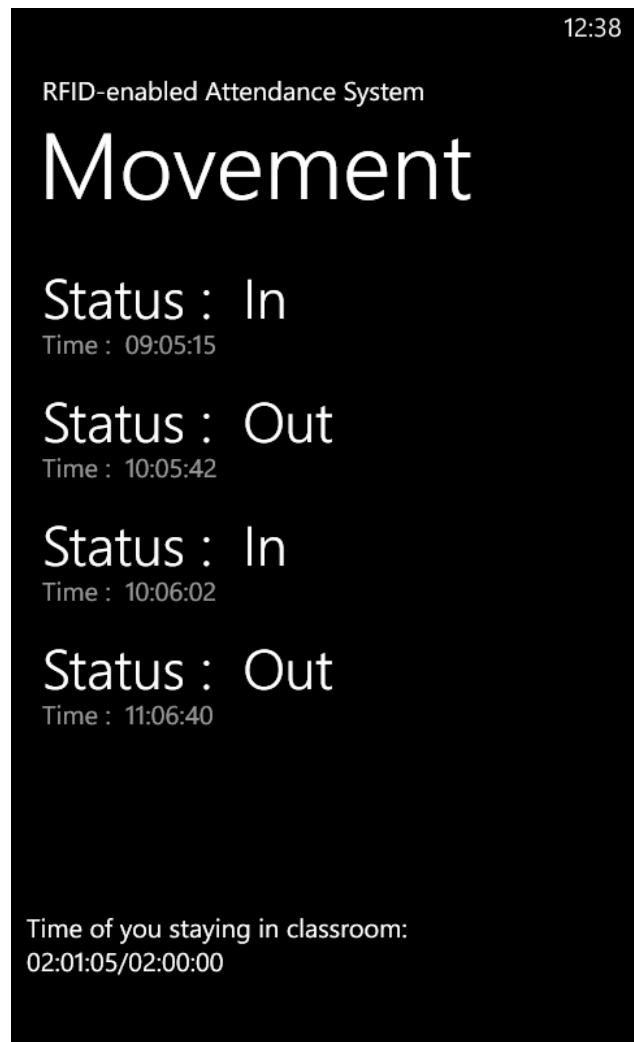 12:38
RFID-enabled Attendance System
Movement
Status : In
Time : 09:05:15
Status : Out
Time : 10:05:42
Status : In
Time : 10:06:02
Status : Out
Time : 11:06:40
Time of you staying in classroom:
02:01:05/02:00:00